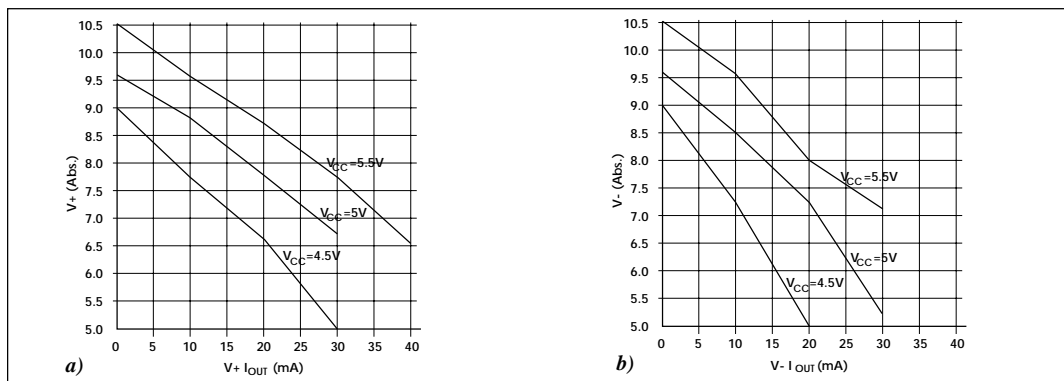 10.5
10.0
9.5
9.0
8.5
8.0
7.5
7.0
6.5
6.0
5.5
5.0
V+ (Abs.)
VCC=5.5V
VCC=5V
VCC=4.5V
0 5 10 15 20 25 30 35 40
V+ IOUT (mA)
a)
10.5
10.0
9.5
9.0
8.5
8.0
7.5
7.0
6.5
6.0
5.5
5.0
V- (Abs.)
VCC=5.5V
VCC=5V
VCC=4.5V
0 5 10 15 20 25 30 35 40
V- IOUT (mA)
b)